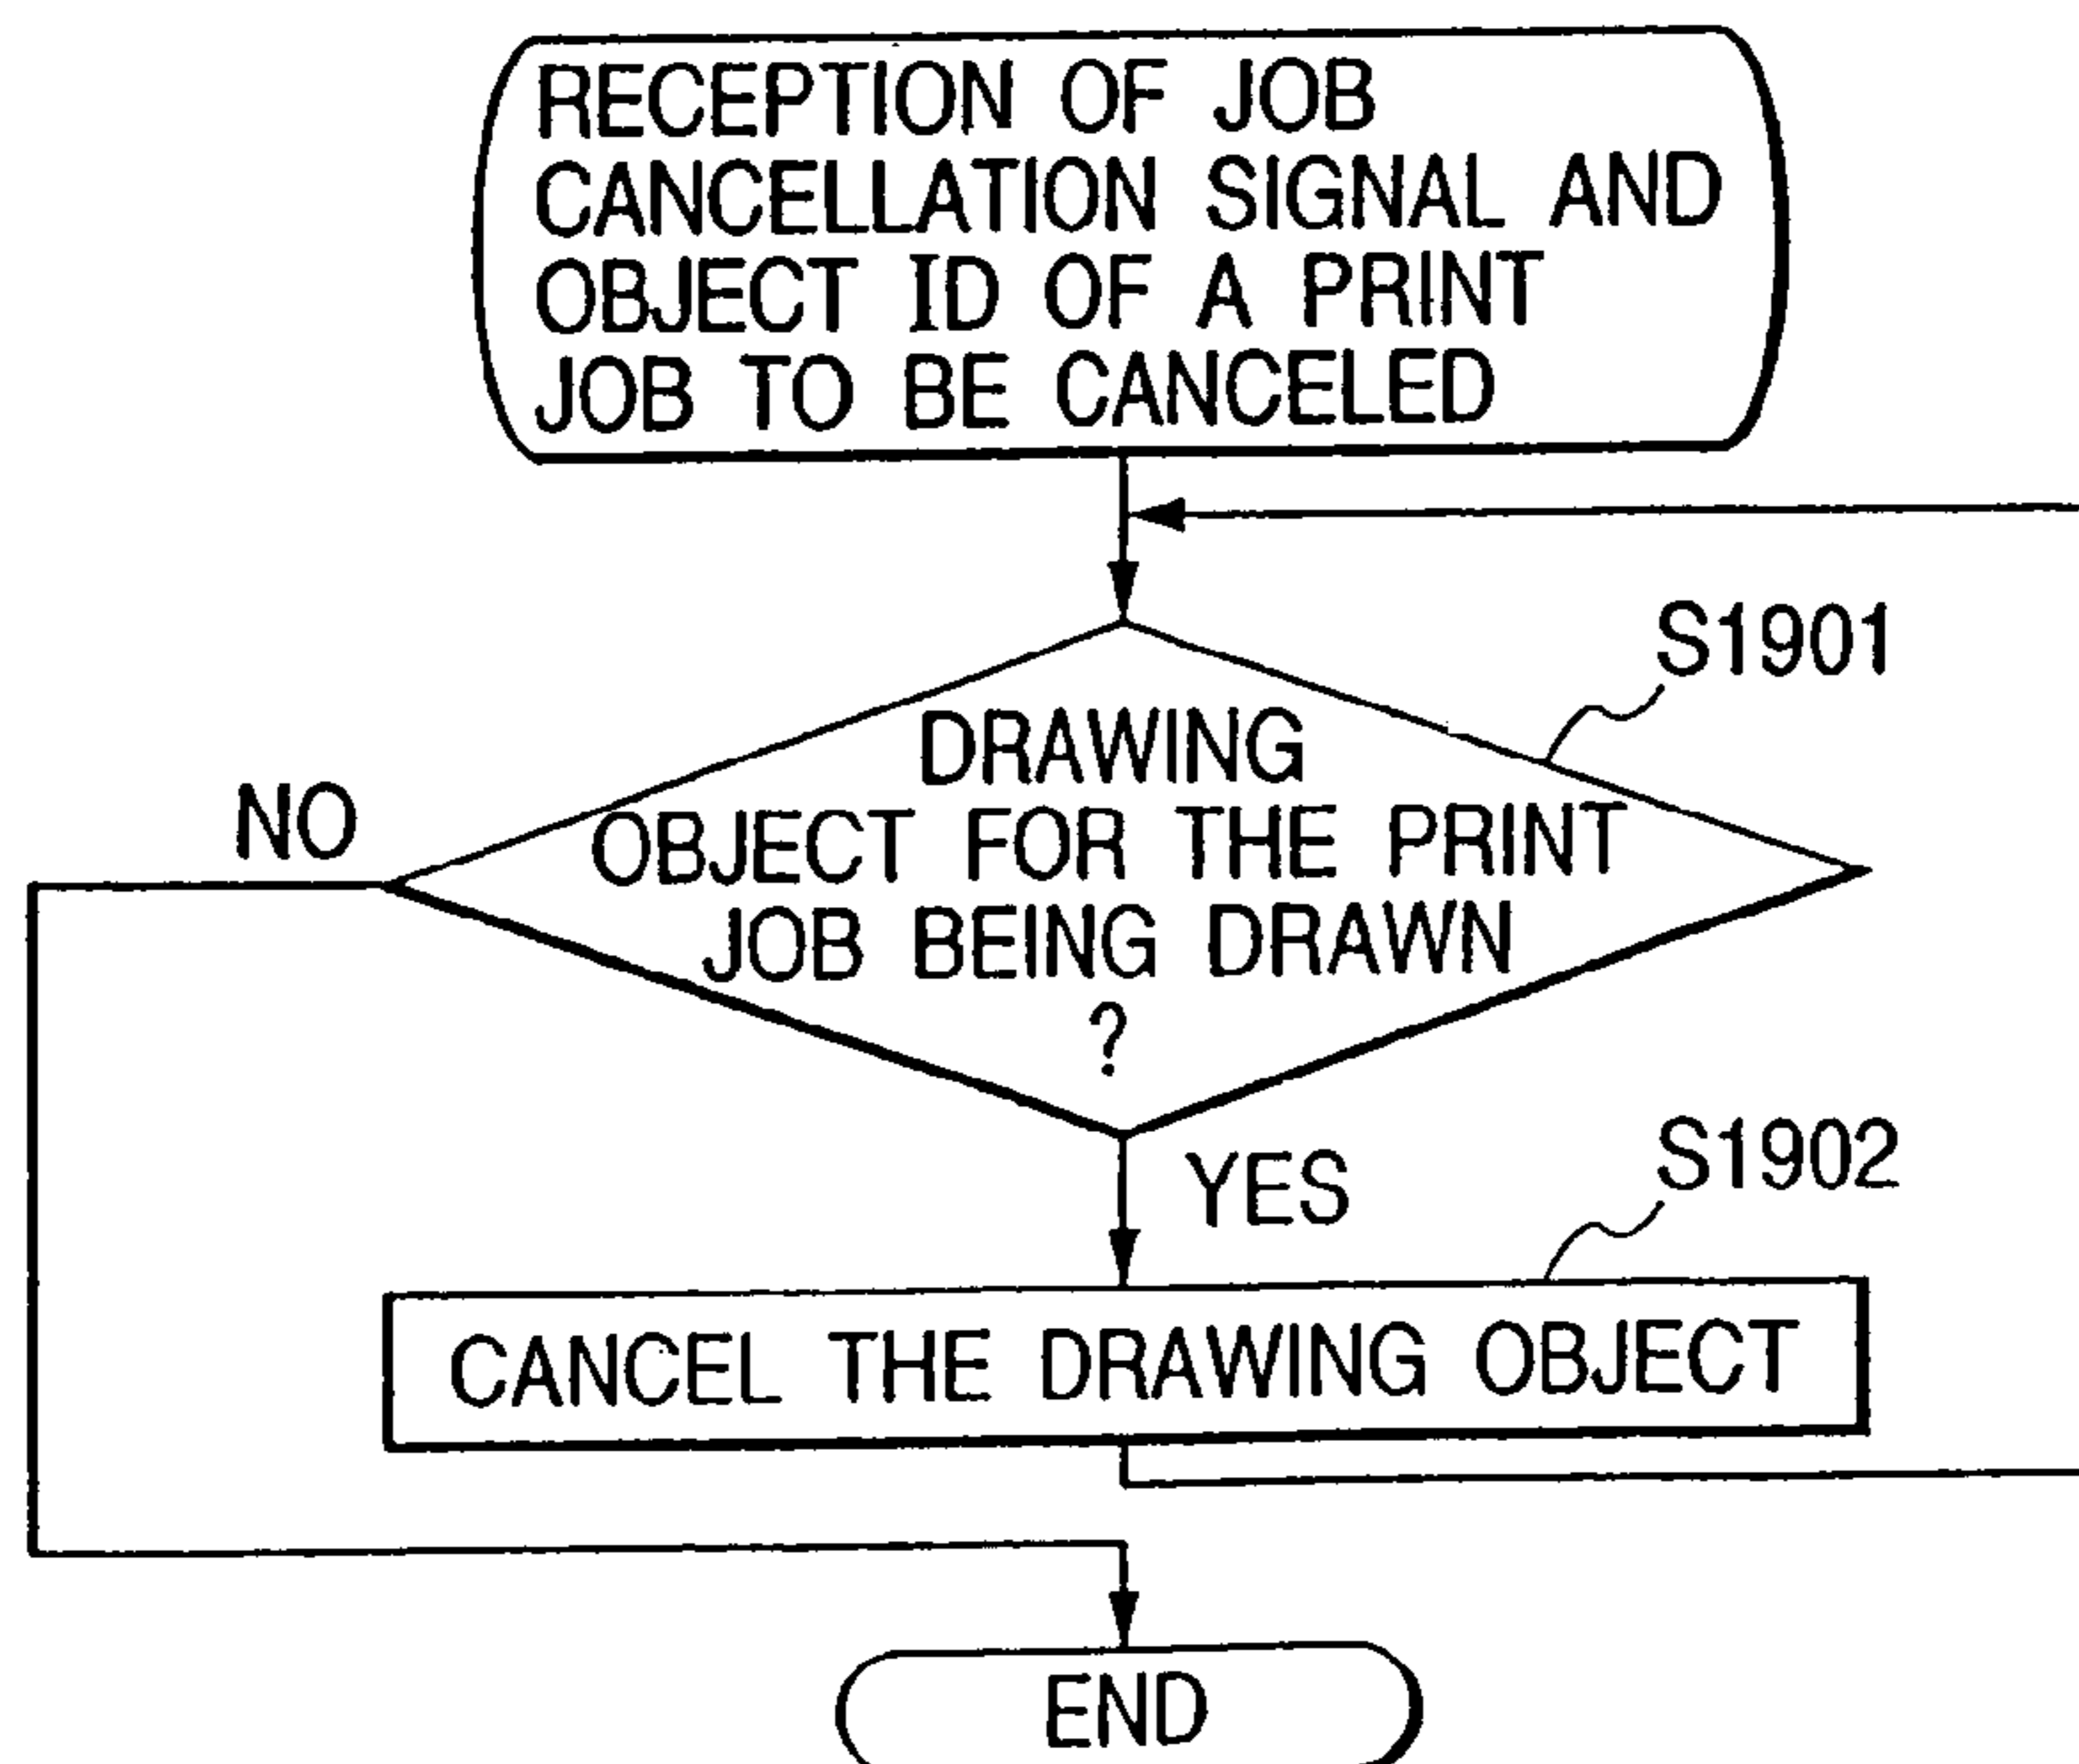 RECEPTION OF JOB
CANCELLATION SIGNAL AND
OBJECT ID OF A PRINT
JOB TO BE CANCELED
S1901
DRAWING
OBJECT FOR THE PRINT
JOB BEING DRAWN
?
NO
YES
S1902
CANCEL THE DRAWING OBJECT
END